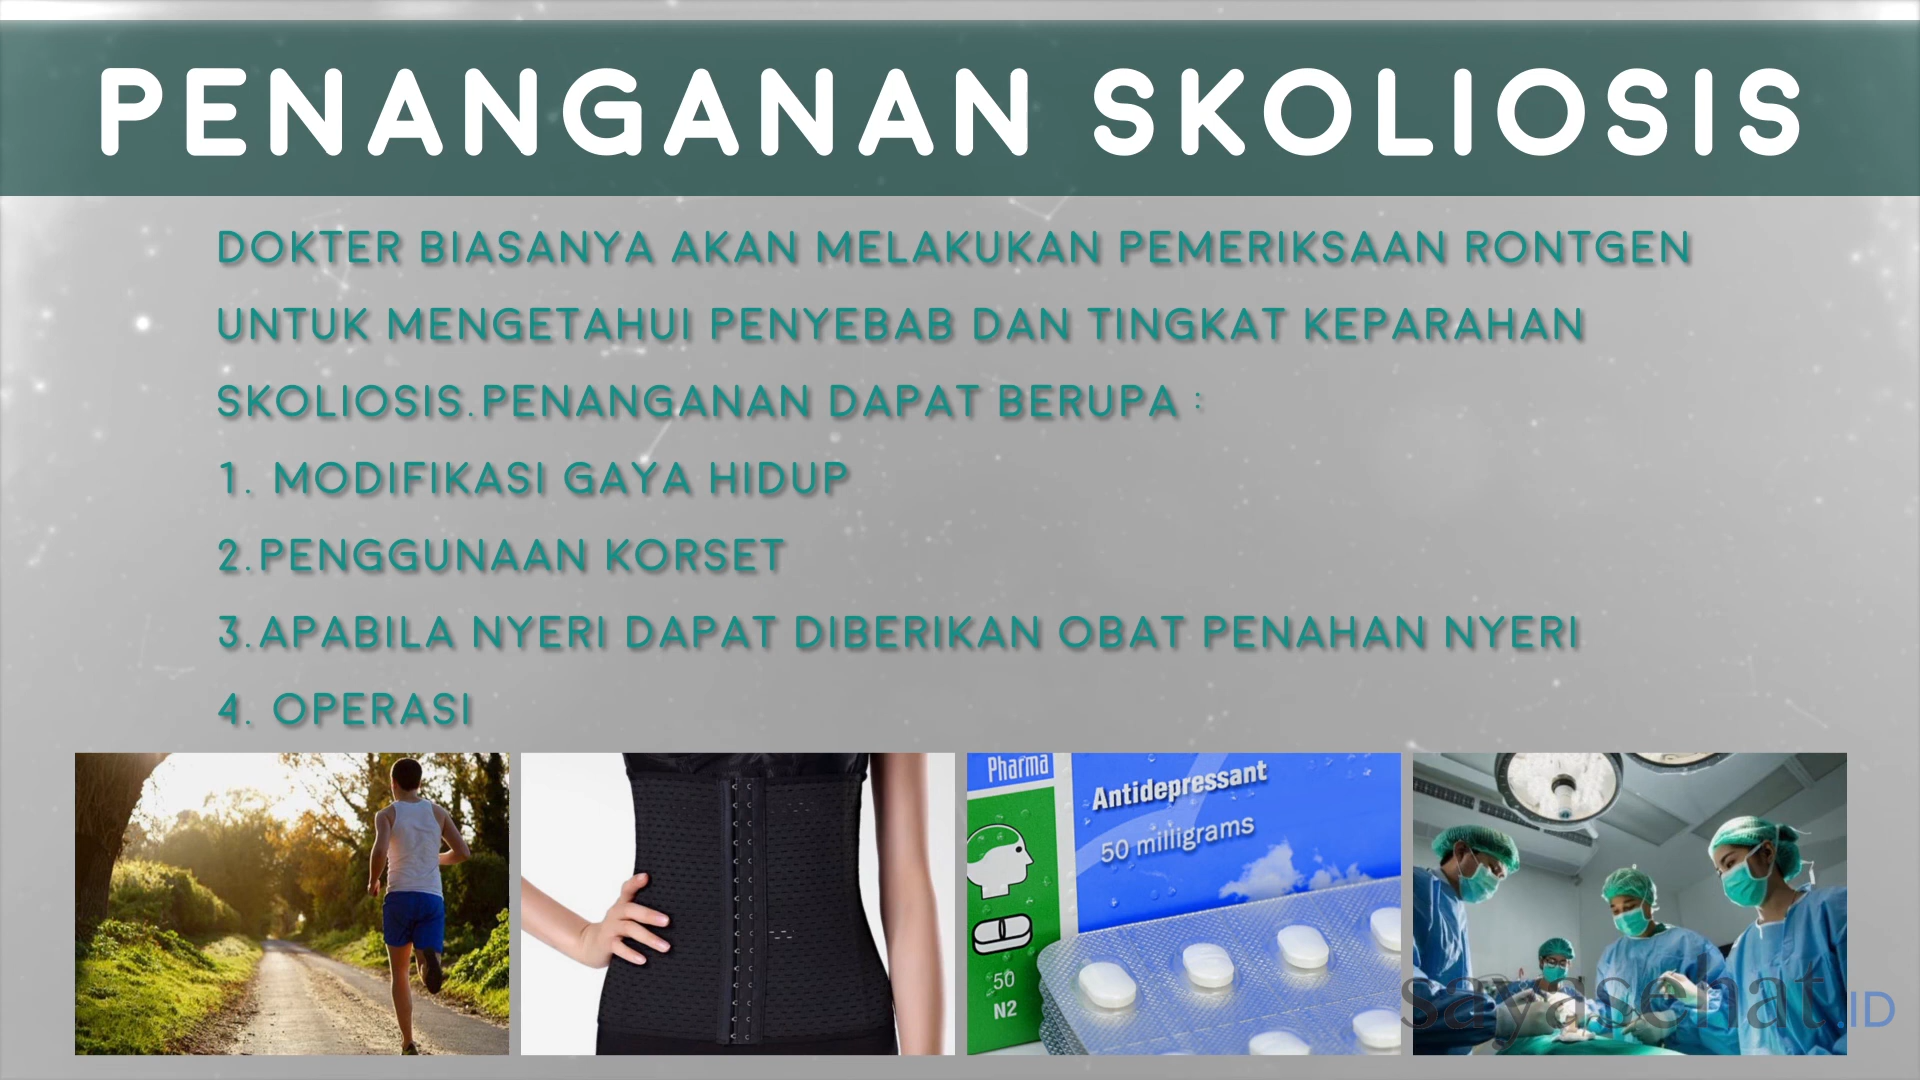 PENANGANAN SKOLIOSIS
DOKTER BIASANYA AKAN MELAKUKAN PEMERIKSAAN RONTGEN
UNTUK MENGETAHUI PENYEBAB DAN TINGKAT KEPARAHAN
SKOLIOSIS.PENANGANAN DAPAT BERUPA :
1. MODIFIKASI GAYA HIDUP
2.PENGGUNAAN KORSET
3.APABILA NYERI DAPAT DIBERIKAN OBAT PENAHAN NYERI
4. OPERASI
Pharma
Antidepressant
50 milligrams
50
N2
sayasehat.ID